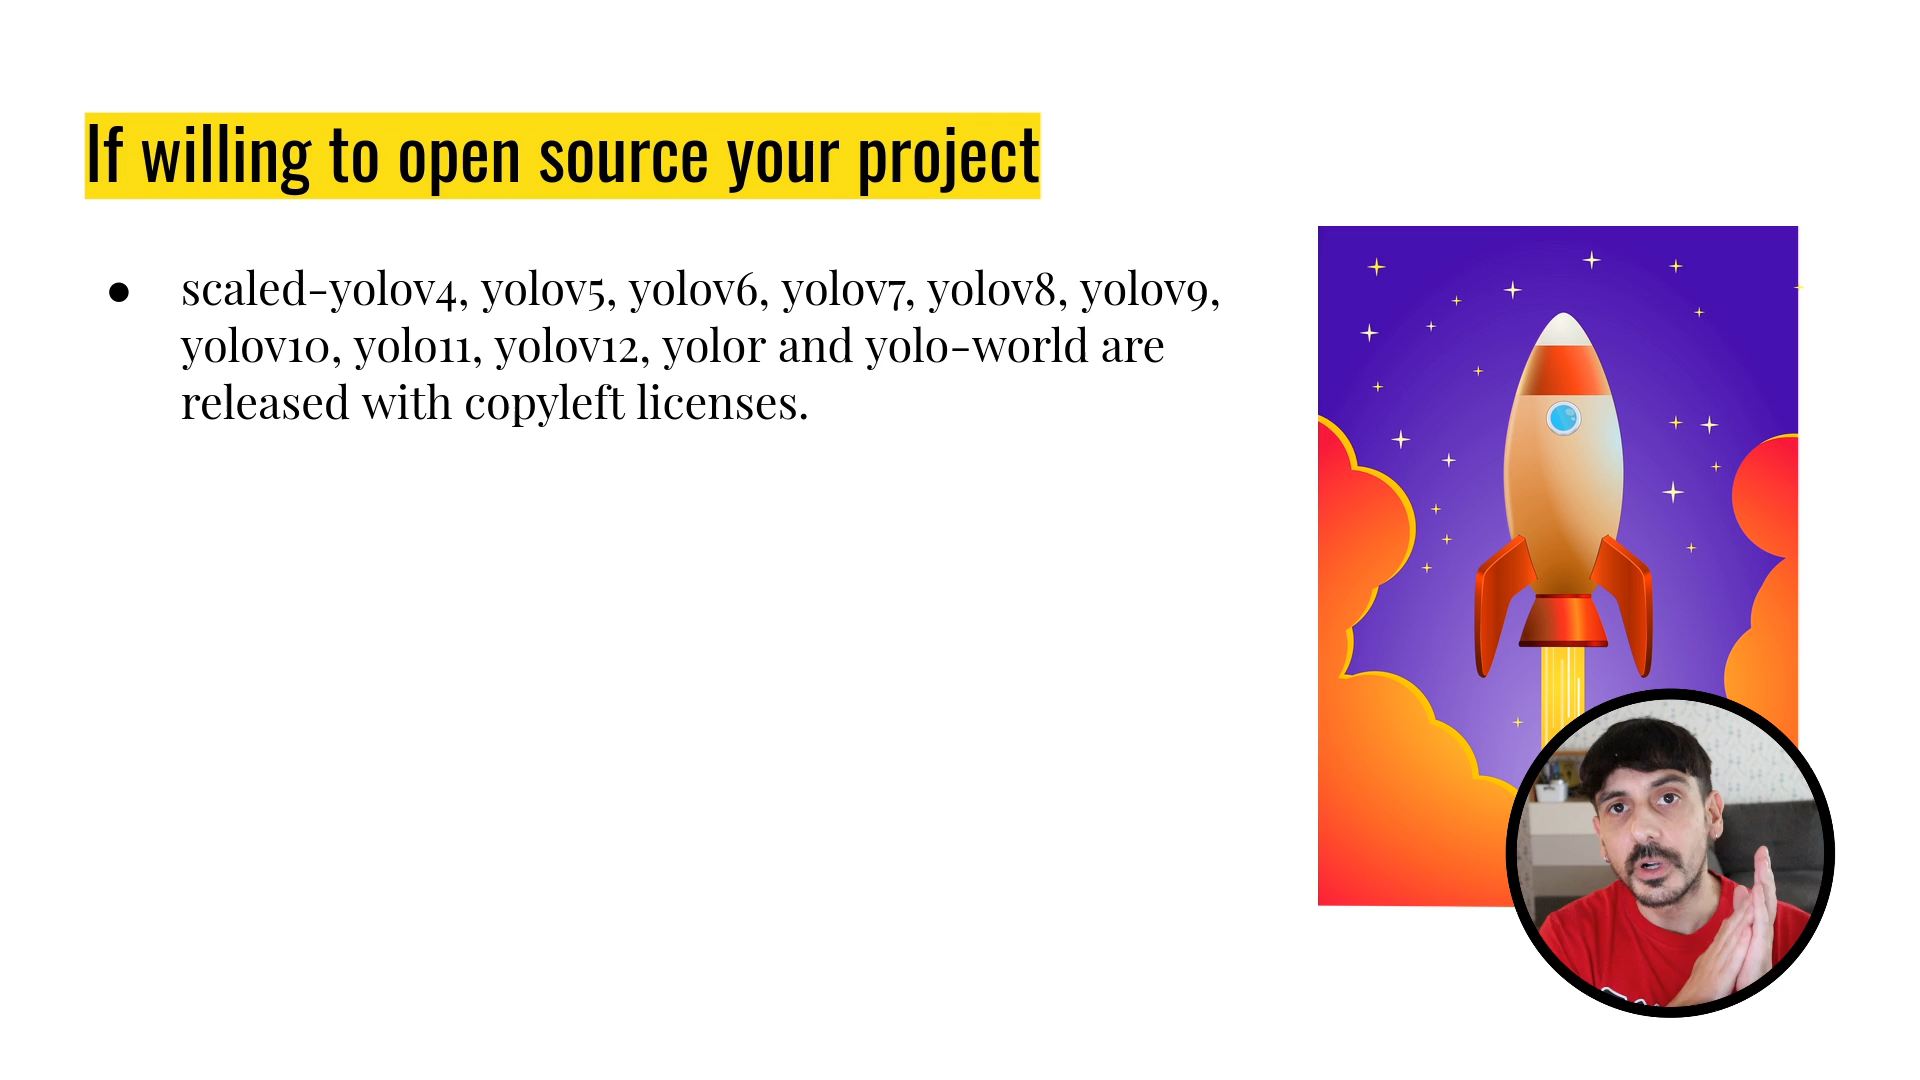 If willing to open source your project
● scaled-yolov4, yolov5, yolov6, yolov7, yolov8, yolov9,
yolov10, yolo11, yolov12, yolor and yolo-world are
released with copyleft licenses.